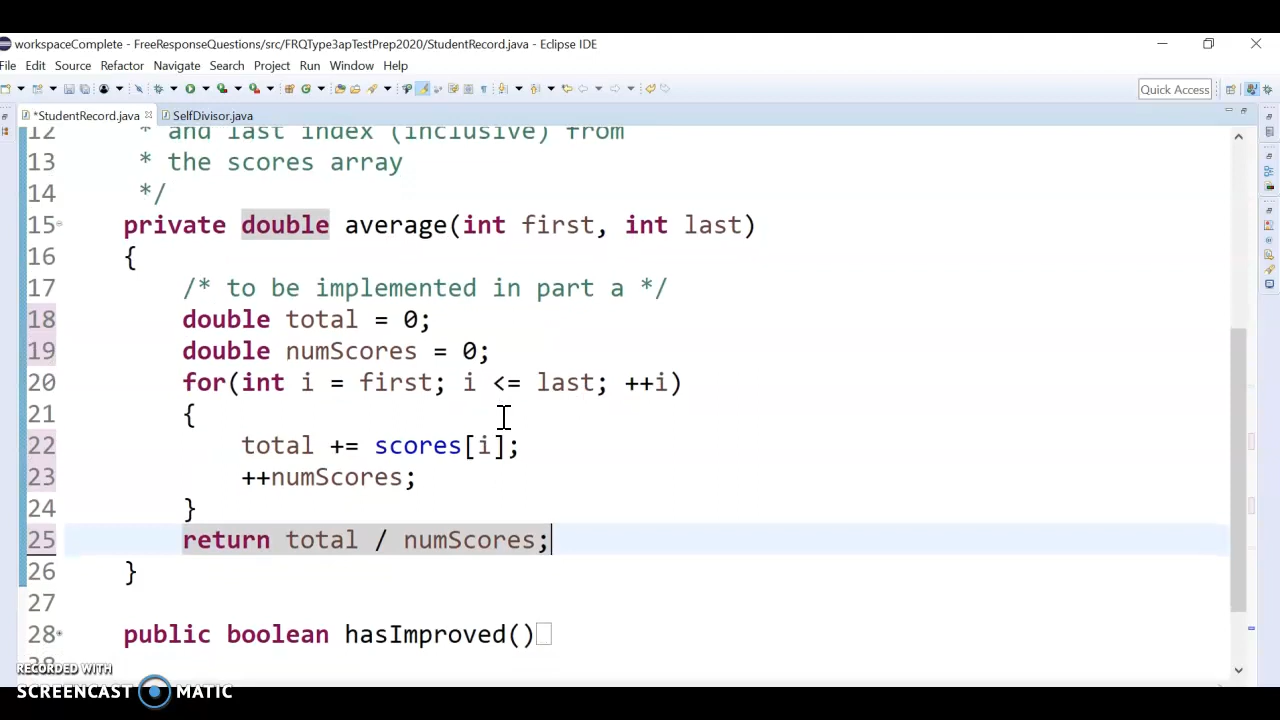 workspaceComplete - FreeResponseQuestions/src/FRQType3apTestPrep2020/StudentRecord.java - Eclipse IDE
File Edit Source Refactor Navigate Search Project Run Window Help
Quick Access
*StudentRecord.java SelfDivisor.java
12 * and last index (inclusive) from
13 * the scores array
14 */
15 private double average(int first, int last)
16 {
17 /* to be implemented in part a */
18 double total = 0;
19 double numScores = 0;
20 for(int i = first; i <= last; ++i)
21 {
22 total += scores[i];
23 ++numScores;
24 }
25 return total / numScores;
26 }
27
28 public boolean hasImproved()
RECORDED WITH
SCREENCAST MATIC